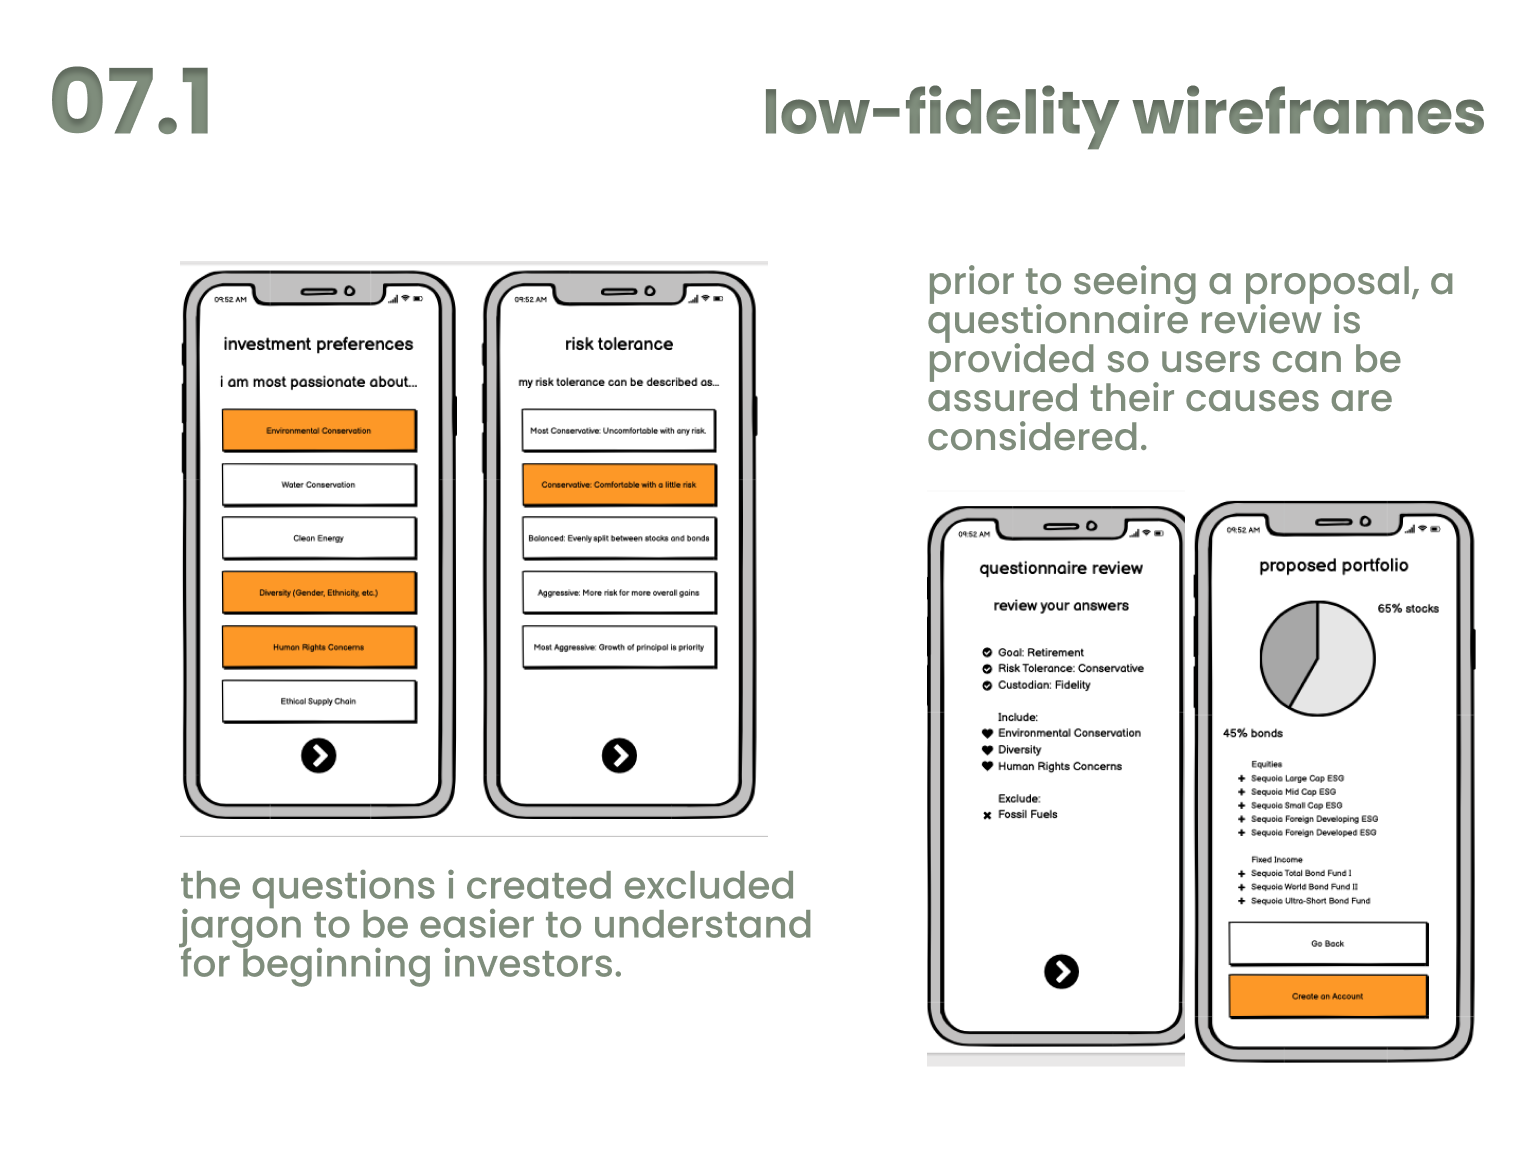 07.1
low-fidelity wireframes
09:52 AM
investment preferences
i am most passionate about...
Environmental Conservation
Water Conservation
Clean Energy
Diversity (Gender, Ethnicity, etc.)
Human Rights Concerns
Ethical Supply Chain
09:52 AM
risk tolerance
my risk tolerance can be described as...
Most Conservative: Uncomfortable with any risk.
Conservative: Comfortable with a little risk
Balanced: Evenly split between stocks and bonds
Aggressive: More risk for more overall gains
Most Aggressive: Growth of principal is priority
the questions i created excluded
jargon to be easier to understand
for beginning investors.
prior to seeing a proposal, a
questionnaire review is
provided so users can be
assured their causes are
considered.
09:52 AM
questionnaire review
review your answers
Goal: Retirement
Risk Tolerance: Conservative
Custodian: Fidelity
Include:
Environmental Conservation
Diversity
Human Rights Concerns
Exclude:
Fossil Fuels
09:52 AM
proposed portfolio
65% stocks
45% bonds
Equities
Sequoia Large Cap ESG
Sequoia Mid Cap ESG
Sequoia Small Cap ESG
Sequoia Foreign Developing ESG
Sequoia Foreign Developed ESG
Fixed Income
Sequoia Total Bond Fund I
Sequoia World Bond Fund II
Sequoia Ultra-Short Bond Fund
Go Back
Create an Account